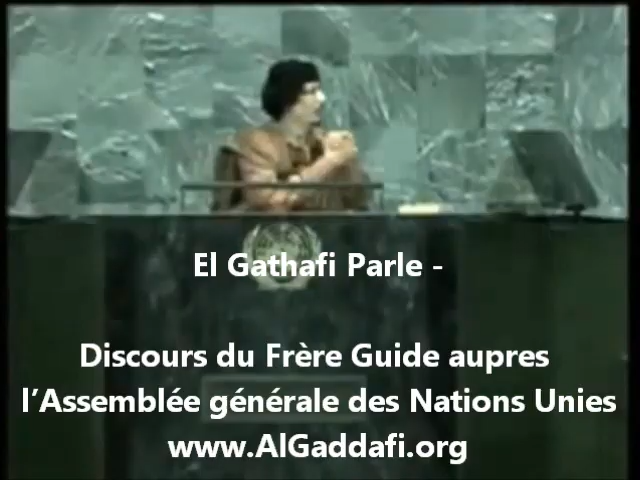 El Gathafi Parle -
Discours du Frère Guide aupres
l’Assemblée générale des Nations Unies
www.AlGaddafi.org